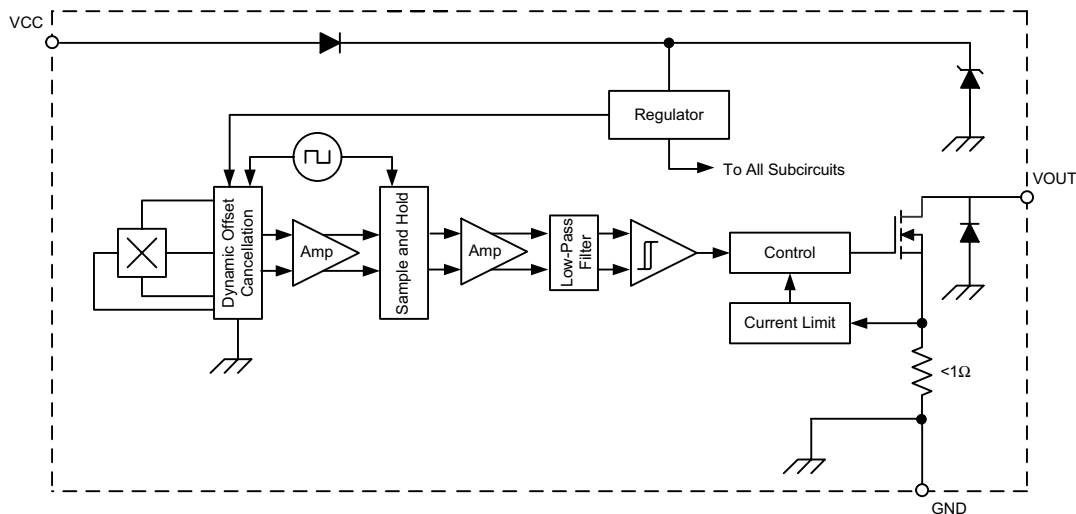 VCC
Regulator
To All Subcircuits
VOUT
Dynamic Offset
Cancellation
Amp
Sample and Hold
Amp
Low-Pass
Filter
Control
Current Limit
<1Ω
GND